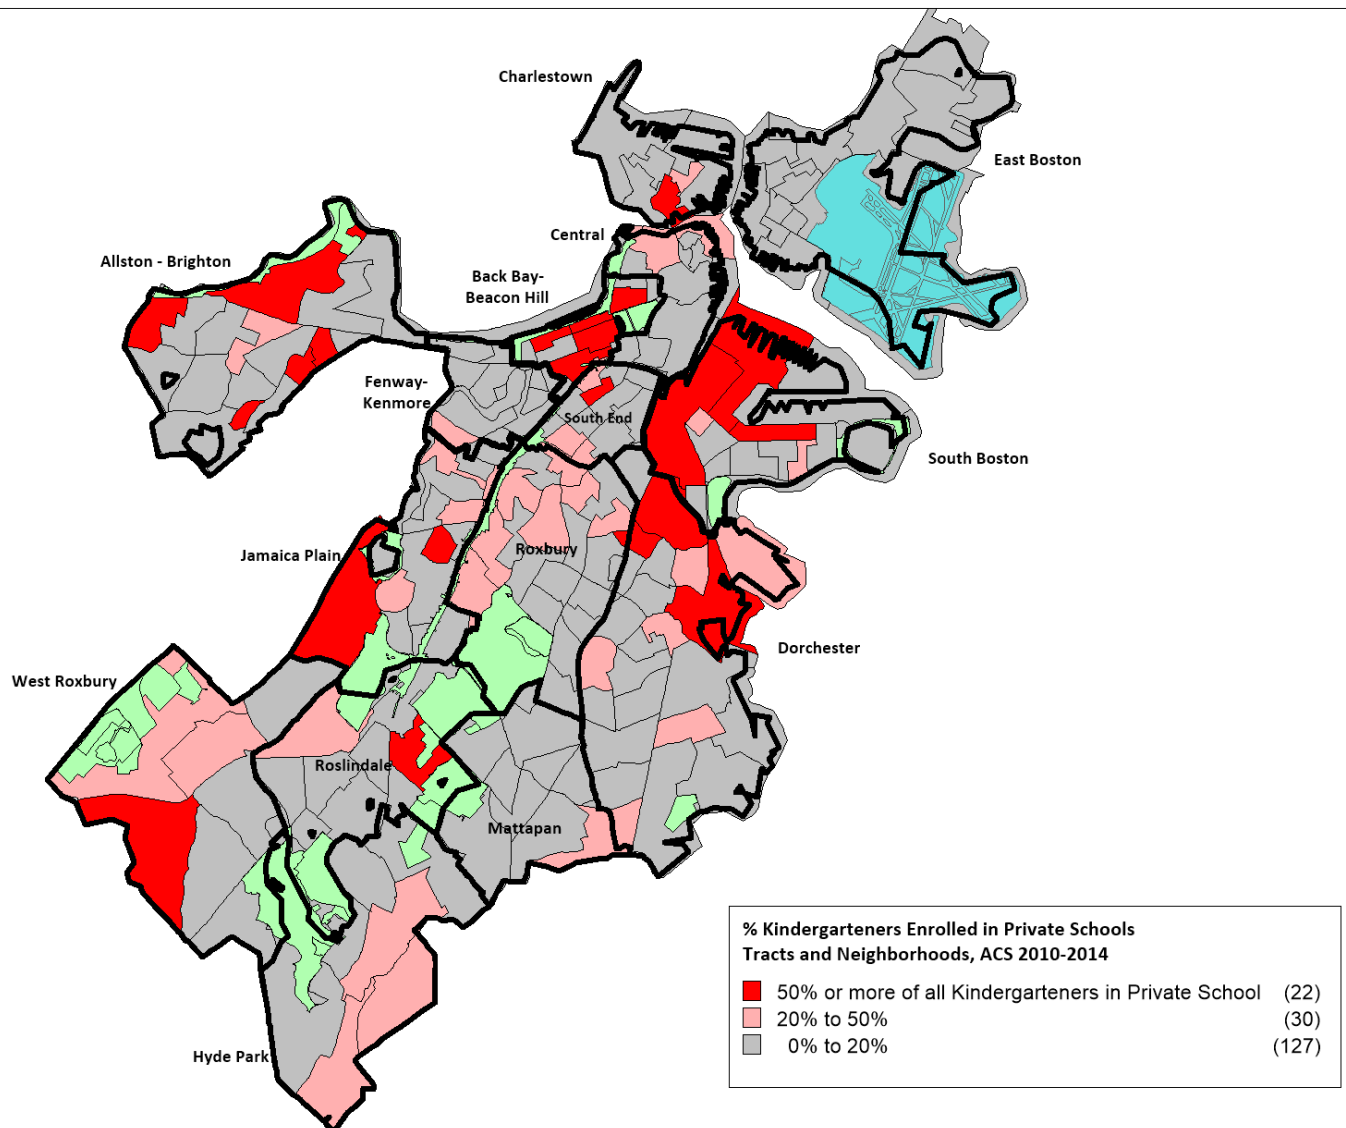 Charlestown
East Boston
Central
Allston - Brighton
Back Bay-
Beacon Hill
Fenway-
Kenmore
South End
South Boston
Jamaica Plain
Roxbury
Dorchester
West Roxbury
Roslindale
Mattapan
Hyde Park
% Kindergarteners Enrolled in Private Schools
Tracts and Neighborhoods, ACS 2010-2014
50% or more of all Kindergarteners in Private School (22)
20% to 50% (30)
0% to 20% (127)